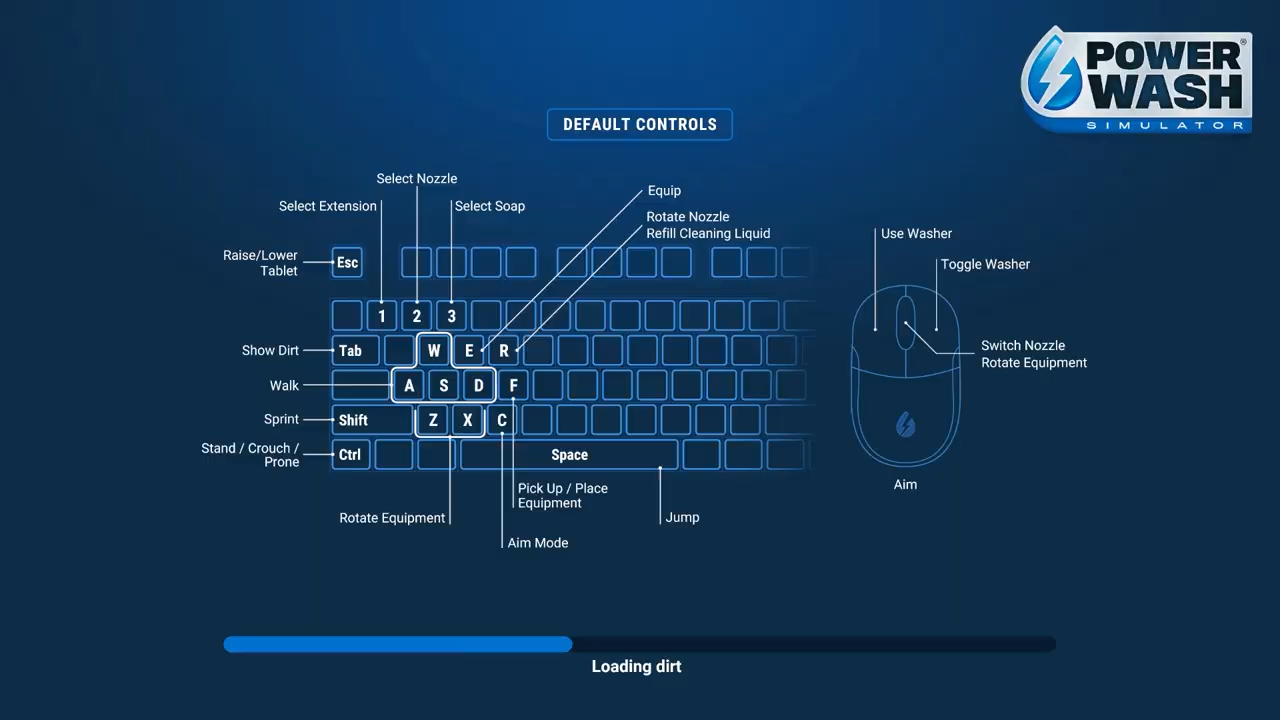 POWER
WASH
SIMULATOR
DEFAULT CONTROLS
Select Nozzle
Select Extension
Select Soap
Equip
Rotate Nozzle
Refill Cleaning Liquid
Raise/Lower
Tablet
Esc
1 2 3
Show Dirt
Tab W E R
Walk
A S D F
Sprint
Shift Z X C
Stand / Crouch /
Prone
Ctrl Space
Pick Up / Place
Equipment
Rotate Equipment
Jump
Aim Mode
Use Washer
Toggle Washer
Switch Nozzle
Rotate Equipment
Aim
Loading dirt